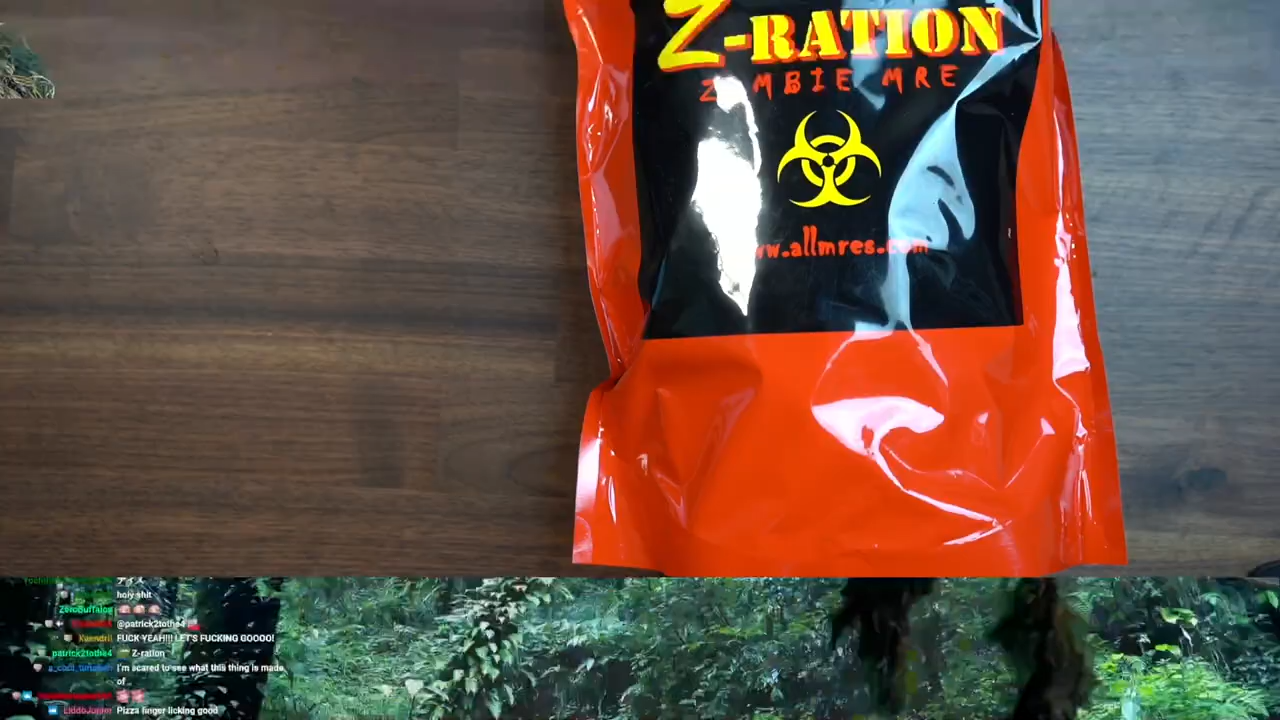 Z-RATION
ZOMBIE MRE
www.allmres.com
holy shit
ZeroBuffalos
@patrick2tothe4
Kaendril FUCK YEAH!!! LET'S FUCKING GOOOO!
patrick2tothe4 Z-ration
I'm scared to see what this thing is made
of
Pizza finger licking good